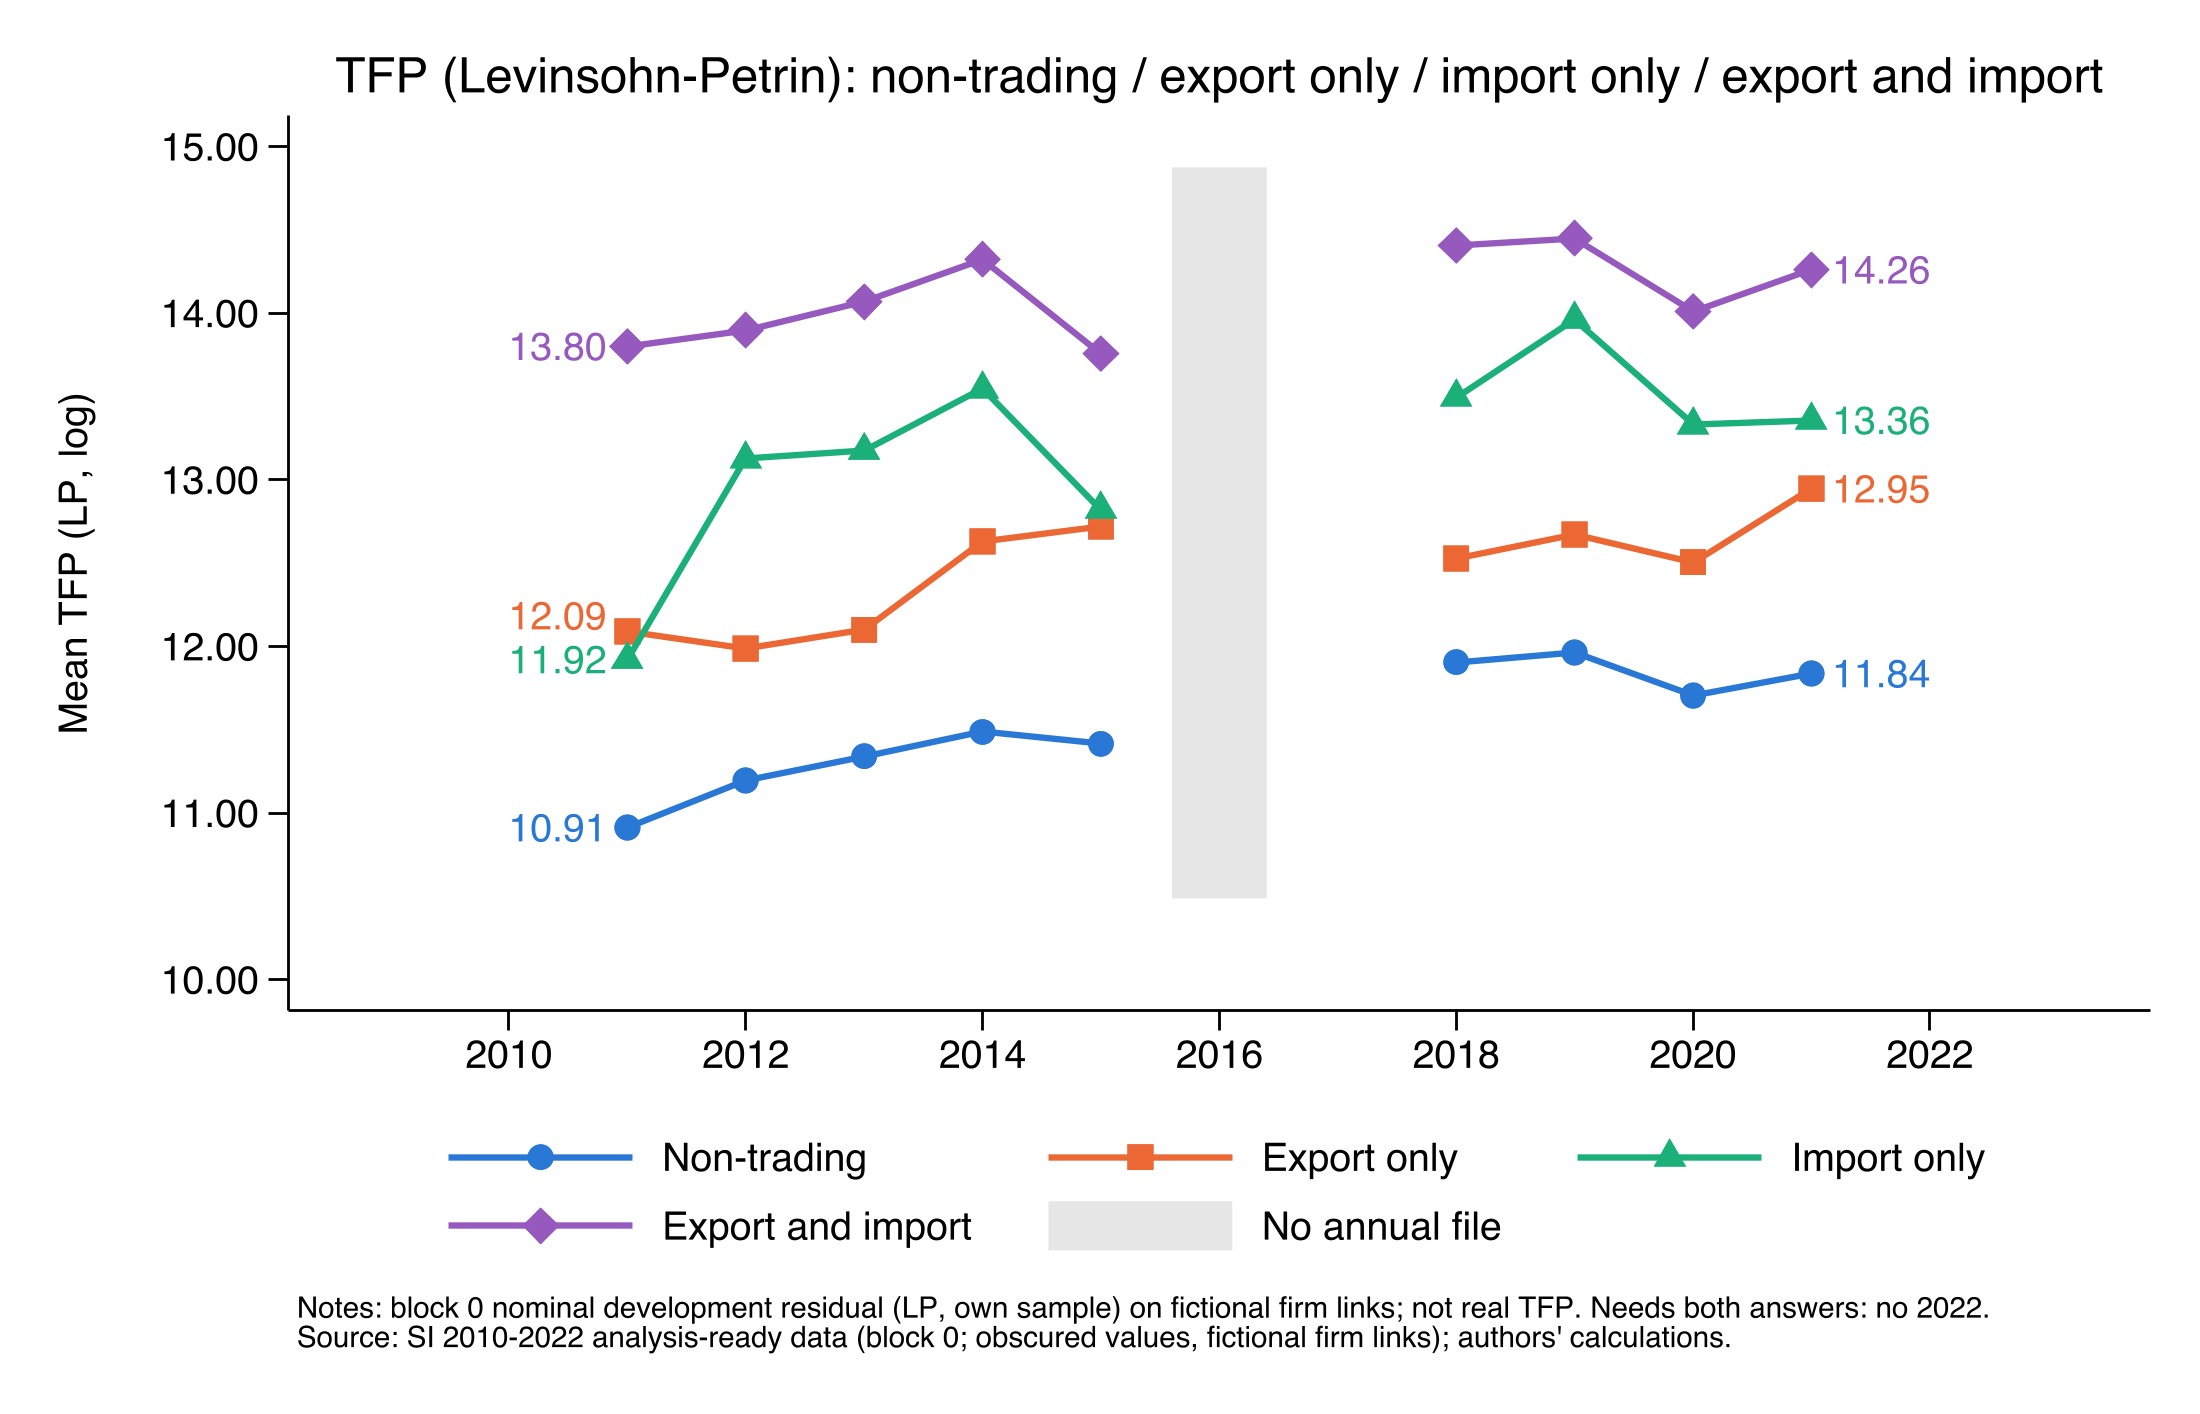 TFP (Levinsohn-Petrin): non-trading / export only / import only / export and import
Mean TFP (LP, log)
15.00
14.00
13.00
12.00
11.00
10.00
13.80
12.09
11.92
10.91
14.26
13.36
12.95
11.84
2010 2012 2014 2016 2018 2020 2022
Non-trading Export only Import only
Export and import No annual file
Notes: block 0 nominal development residual (LP, own sample) on fictional firm links; not real TFP. Needs both answers: no 2022.
Source: SI 2010-2022 analysis-ready data (block 0; obscured values, fictional firm links); authors' calculations.